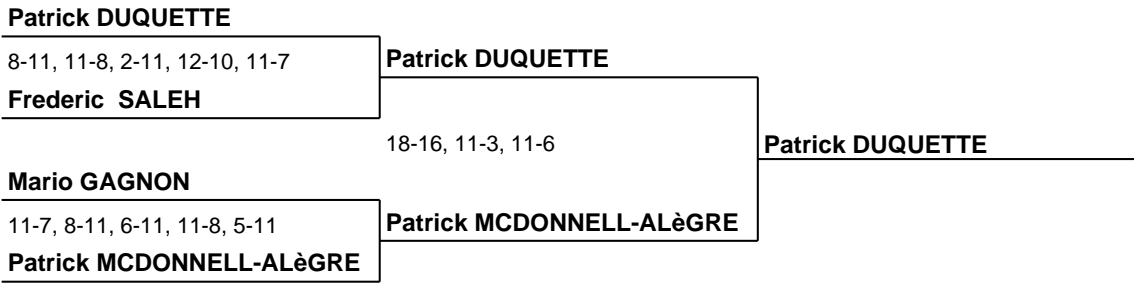 Patrick DUQUETTE
8-11, 11-8, 2-11, 12-10, 11-7
Patrick DUQUETTE
Frederic  SALEH
18-16, 11-3, 11-6
Patrick DUQUETTE
Mario GAGNON
11-7, 8-11, 6-11, 11-8, 5-11
Patrick MCDONNELL-ALèGRE
Patrick MCDONNELL-ALèGRE